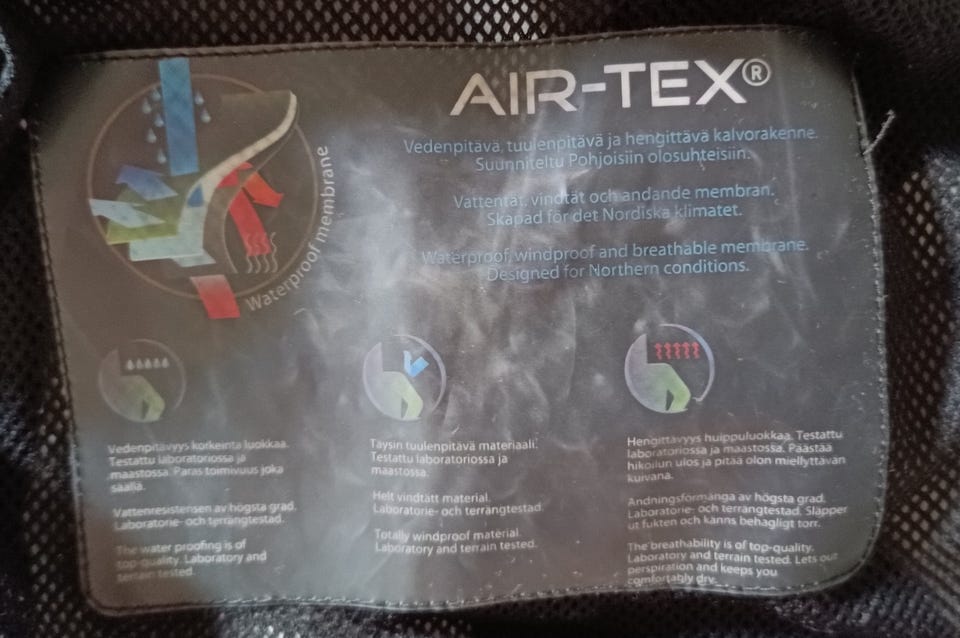 AIR-TEX®
Vedenpitävä, tuulenpitävä ja hengittävä kalvorakenne.
Suunniteltu Pohjoisiin olosuhteisiin.
Vattentät, vindtät och andande membran.
Skapad för det Nordiska klimatet.
Waterproof, windproof and breathable membrane.
Designed for Northern conditions.
Waterproof membrane
Vedenpitävyys korkeinta luokkaa.
Testattu laboratoriossa ja
maastossa. Paras toimivuus joka
säällä.
Vattenresistensen av högsta grad.
Laboratorie- och terrängtestad.
The water proofing is of
top-quality. Laboratory and
terrain tested.
Täysin tuulenpitävä materiaali.
Testattu laboratoriossa ja
maastossa.
Helt vindtätt material.
Laboratorie- och terrängtestad.
Totally windproof material.
Laboratory and terrain tested.
Hengittävyys huippuluokkaa. Testattu
laboratoriossa ja maastossa. Päästää
hikoilun ulos ja pitää olon miellyttävän
kuivana.
Andningsförmånga av högsta grad.
Laboratorie- och terrängtestad. Släpper
ut fukten och känns behagligt torr.
The breathability is of top-quality.
Laboratory and terrain tested. Lets out
perspiration and keeps you
comfortably dry.